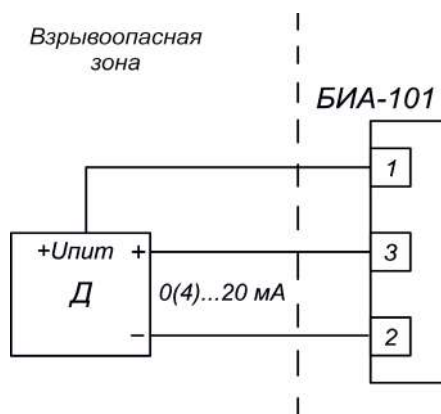 Взрывоопасная
зона
БИА-101
1
+Uпит +
3
Д
0(4)...20 мА
−
2